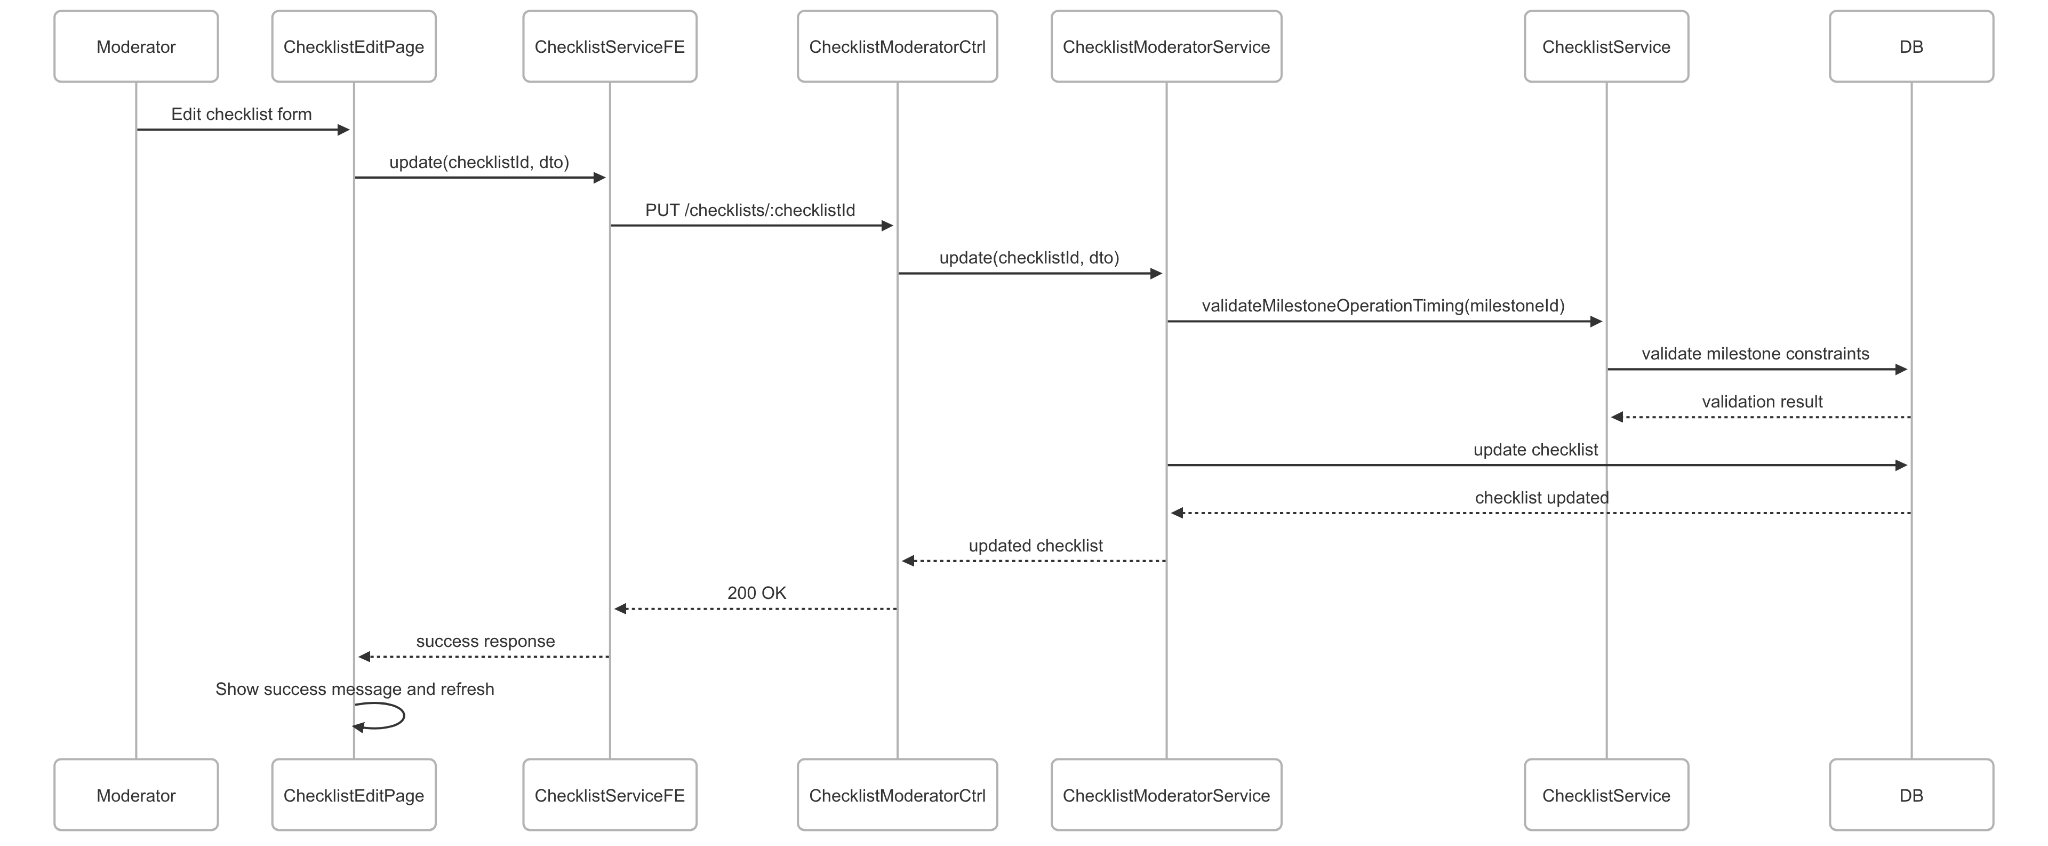 Moderator
ChecklistEditPage
ChecklistServiceFE
ChecklistModeratorCtrl
ChecklistModeratorService
ChecklistService
DB
Edit checklist form
update(checklistId, dto)
PUT /checklists/:checklistId
update(checklistId, dto)
validateMilestoneOperationTiming(milestoneId)
validate milestone constraints
validation result
update checklist
checklist updated
updated checklist
200 OK
success response
Show success message and refresh
Moderator
ChecklistEditPage
ChecklistServiceFE
ChecklistModeratorCtrl
ChecklistModeratorService
ChecklistService
DB